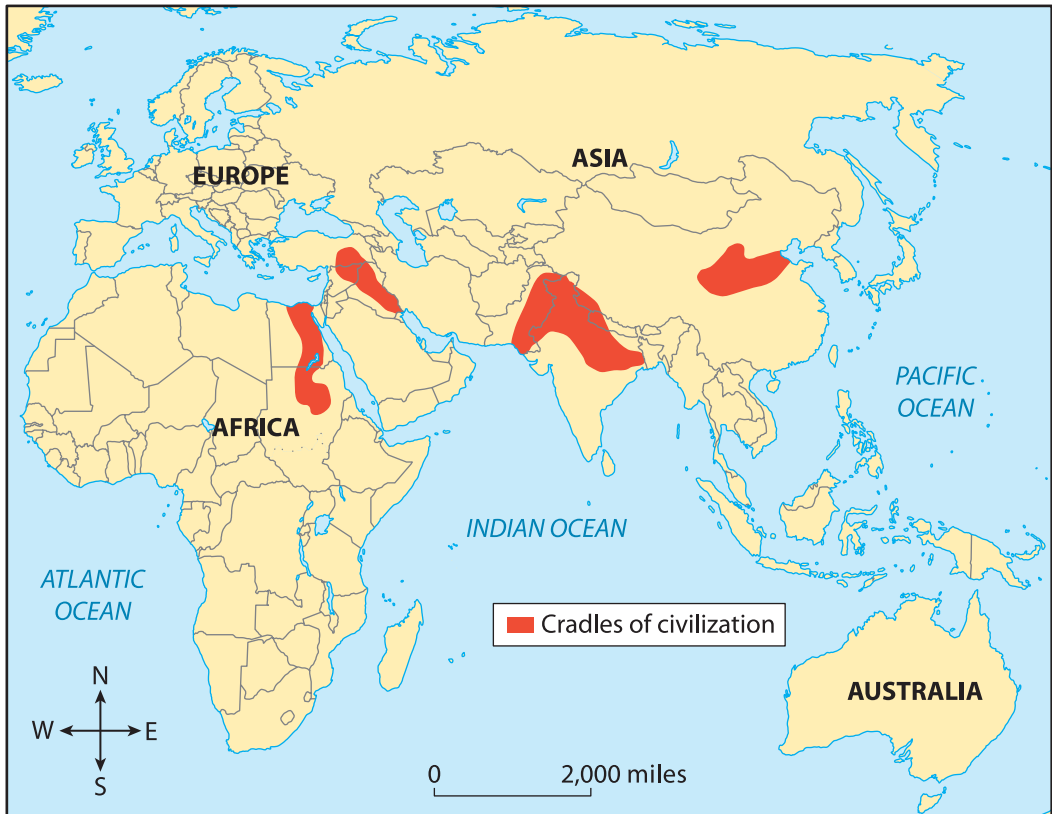 EUROPE
ASIA
AFRICA
PACIFIC
OCEAN
INDIAN OCEAN
ATLANTIC
OCEAN
Cradles of civilization
AUSTRALIA
N
W E
S
0 2,000 miles